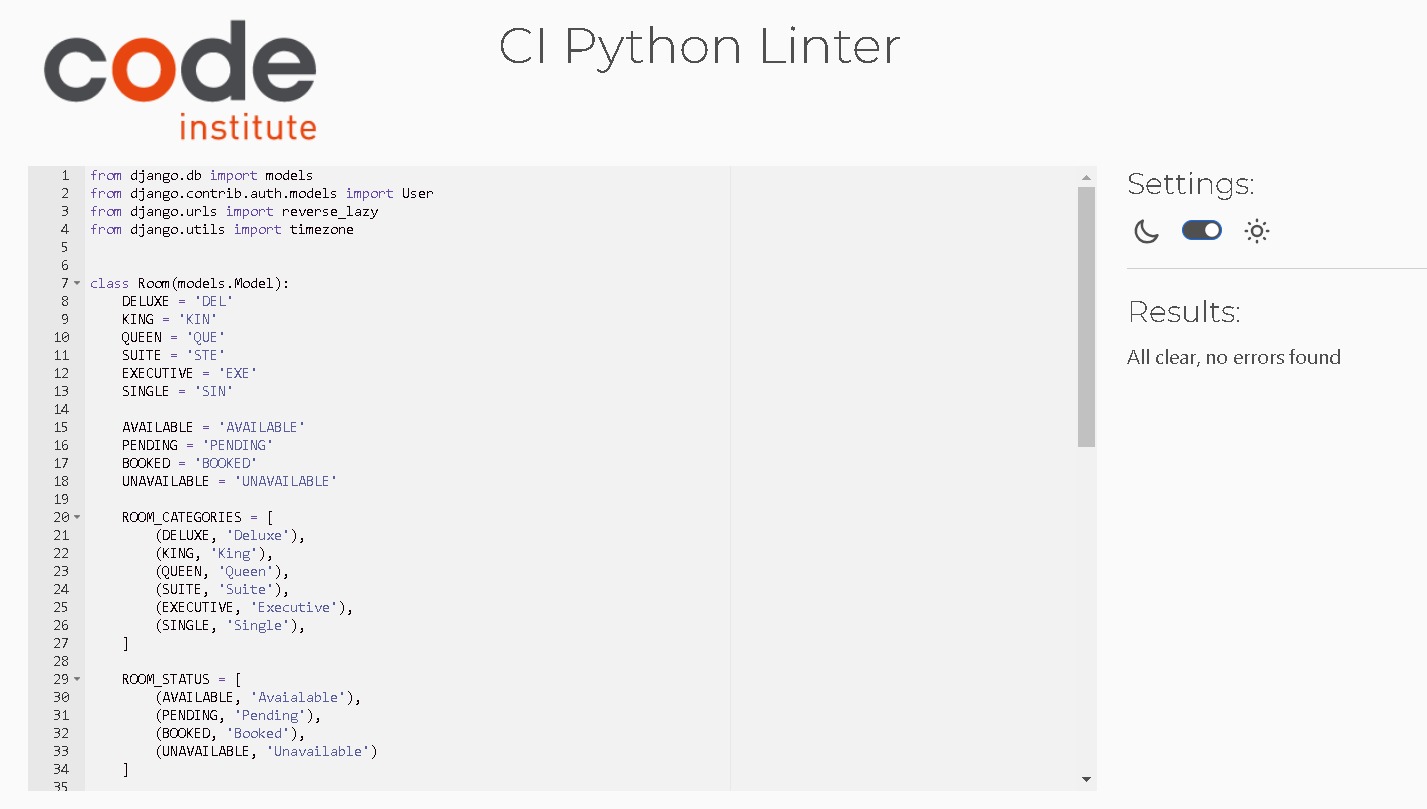 code
institute
CI Python Linter
1 from django.db import models
2 from django.contrib.auth.models import User
3 from django.urls import reverse_lazy
4 from django.utils import timezone
5
6
7 class Room(models.Model):
8     DELUXE = 'DEL'
9     KING = 'KIN'
10     QUEEN = 'QUE'
11     SUITE = 'STE'
12     EXECUTIVE = 'EXE'
13     SINGLE = 'SIN'
14
15     AVAILABLE = 'AVAILABLE'
16     PENDING = 'PENDING'
17     BOOKED = 'BOOKED'
18     UNAVAILABLE = 'UNAVAILABLE'
19
20     ROOM_CATEGORIES = [
21         (DELUXE, 'Deluxe'),
22         (KING, 'King'),
23         (QUEEN, 'Queen'),
24         (SUITE, 'Suite'),
25         (EXECUTIVE, 'Executive'),
26         (SINGLE, 'Single'),
27     ]
28
29     ROOM_STATUS = [
30         (AVAILABLE, 'Avaialable'),
31         (PENDING, 'Pending'),
32         (BOOKED, 'Booked'),
33         (UNAVAILABLE, 'Unavailable')
34     ]
35
Settings:
Results:
All clear, no errors found